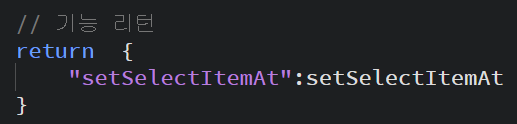 // 기능 리턴
return  {
    "setSelectItemAt":setSelectItemAt
}